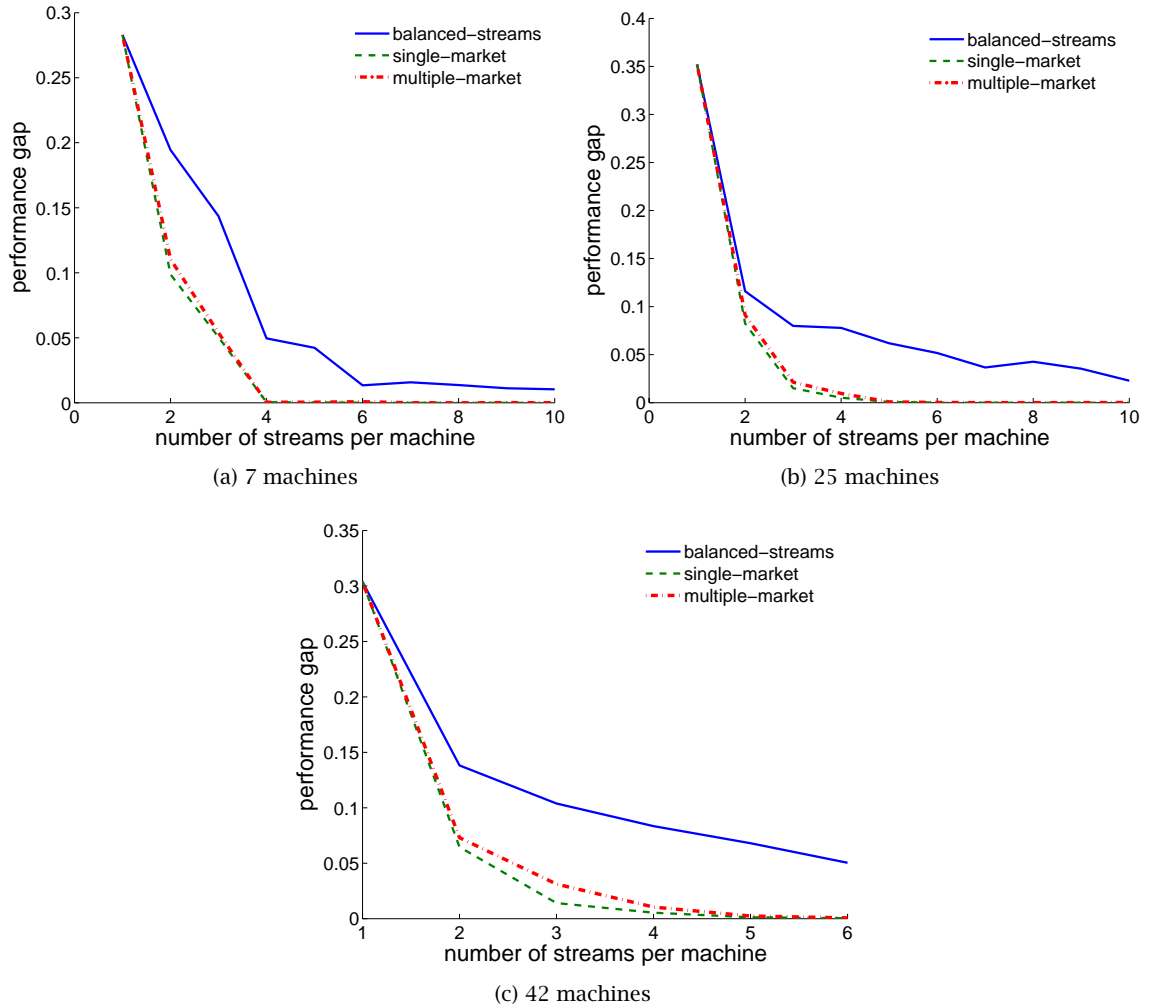 0.3
0.25
0.2
0.15
0.1
0.05
0
0 2 4 6 8 10
performance gap
number of streams per machine
balanced−streams
single−market
multiple−market
(a) 7 machines
0.4
0.35
0.3
0.25
0.2
0.15
0.1
0.05
0
0 2 4 6 8 10
performance gap
number of streams per machine
balanced−streams
single−market
multiple−market
(b) 25 machines
0.35
0.3
0.25
0.2
0.15
0.1
0.05
0
1 2 3 4 5 6
performance gap
number of streams per machine
balanced−streams
single−market
multiple−market
(c) 42 machines